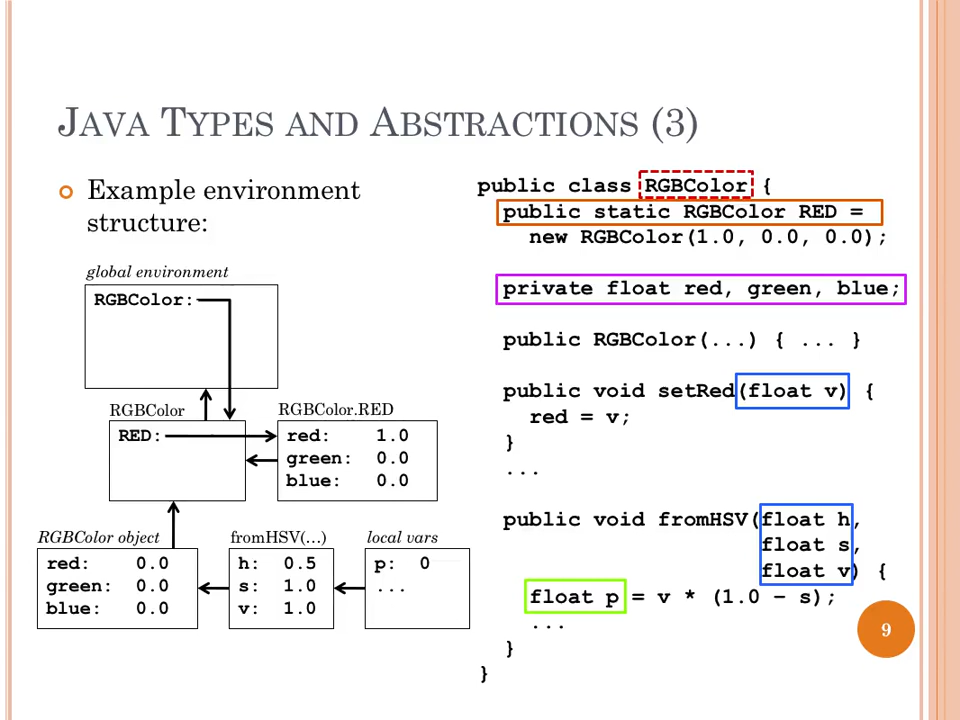 JAVA TYPES AND ABSTRACTIONS (3)
Example environment
structure:
global environment
RGBColor:
RGBColor
RED:
RGBColor.RED
red: 1.0
green: 0.0
blue: 0.0
RGBColor object
red: 0.0
green: 0.0
blue: 0.0
fromHSV(…)
h: 0.5
s: 1.0
v: 1.0
local vars
p: 0
...
public class RGBColor {
public static RGBColor RED =
new RGBColor(1.0, 0.0, 0.0);
private float red, green, blue;
public RGBColor(...) { ... }
public void setRed(float v) {
red = v;
}
...
public void fromHSV(float h,
float s,
float v) {
float p = v * (1.0 – s);
...
}
}
9